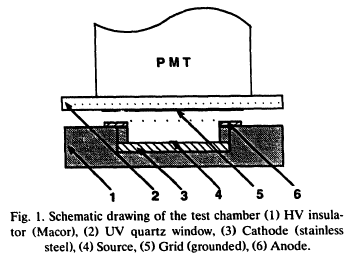 PMT
1 2 3 4 5 6
Fig. 1. Schematic drawing of the test chamber (1) HV insula-
tor (Macor), (2) UV quartz window, (3) Cathode (stainless
steel), (4) Source, (5) Grid (grounded), (6) Anode.